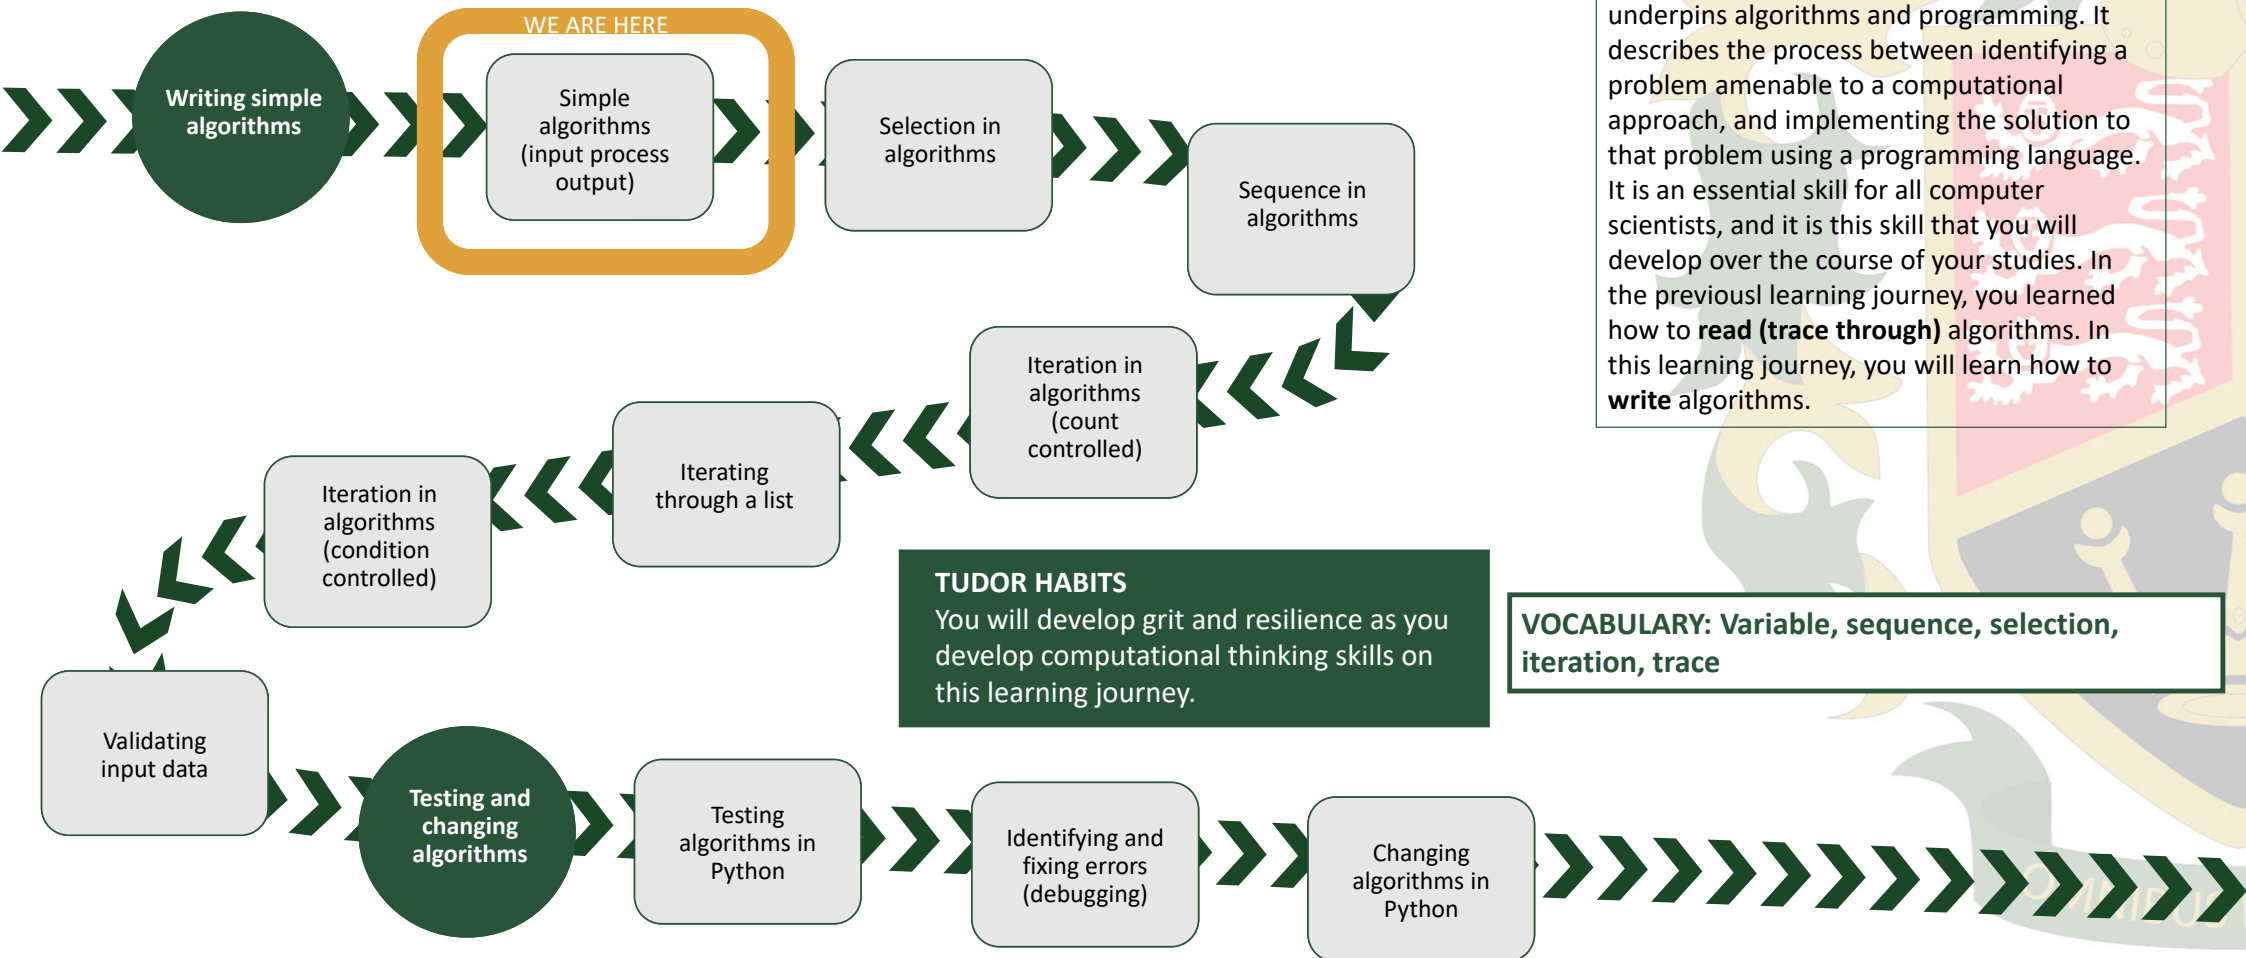 WE ARE HERE
Writing simple
algorithms
Simple
algorithms
(input process
output)
Selection in
algorithms
Sequence in
algorithms
Iteration in
algorithms
(count
controlled)
Iterating
through a list
Iteration in
algorithms
(condition
controlled)
Validating
input data
Testing and
changing
algorithms
Testing
algorithms in
Python
Identifying and
fixing errors
(debugging)
Changing
algorithms in
Python
underpins algorithms and programming. It
describes the process between identifying a
problem amenable to a computational
approach, and implementing the solution to
that problem using a programming language.
It is an essential skill for all computer
scientists, and it is this skill that you will
develop over the course of your studies. In
the previousl learning journey, you learned
how to read (trace through) algorithms. In
this learning journey, you will learn how to
write algorithms.
TUDOR HABITS
You will develop grit and resilience as you
develop computational thinking skills on
this learning journey.
VOCABULARY: Variable, sequence, selection,
iteration, trace
OMNIBUS